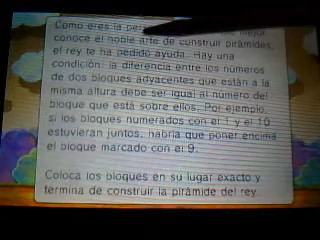 Como eres la
conoce el noble arte de construir pirámides,
el rey te ha pedido ayuda. Hay una
condición: la diferencia entre los números
de dos bloques adyacentes que están a la
misma altura debe ser igual al número del
bloque que está sobre ellos. Por ejemplo,
si los bloques numerados con el 1 y el 10
estuvieran juntos, habría que poner encima
el bloque marcado con el 9.
Coloca los bloques en su lugar exacto y
termina de construir la pirámide del rey.